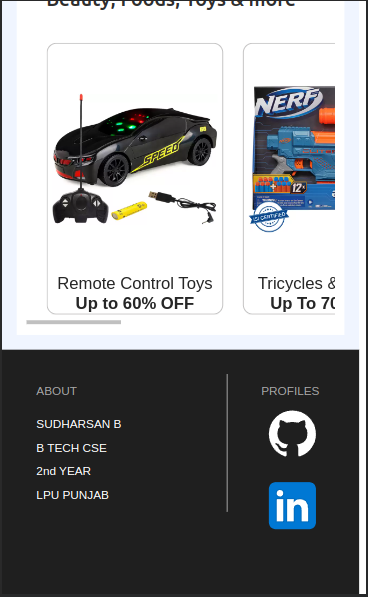 Beauty, Foods, Toys & more
SPEED
NERF
ISI CERTIFIED
12+
Remote Control Toys
Up to 60% OFF
Tricycles &
Up To 70
ABOUT
PROFILES
SUDHARSAN B
B TECH CSE
2nd YEAR
LPU PUNJAB
in